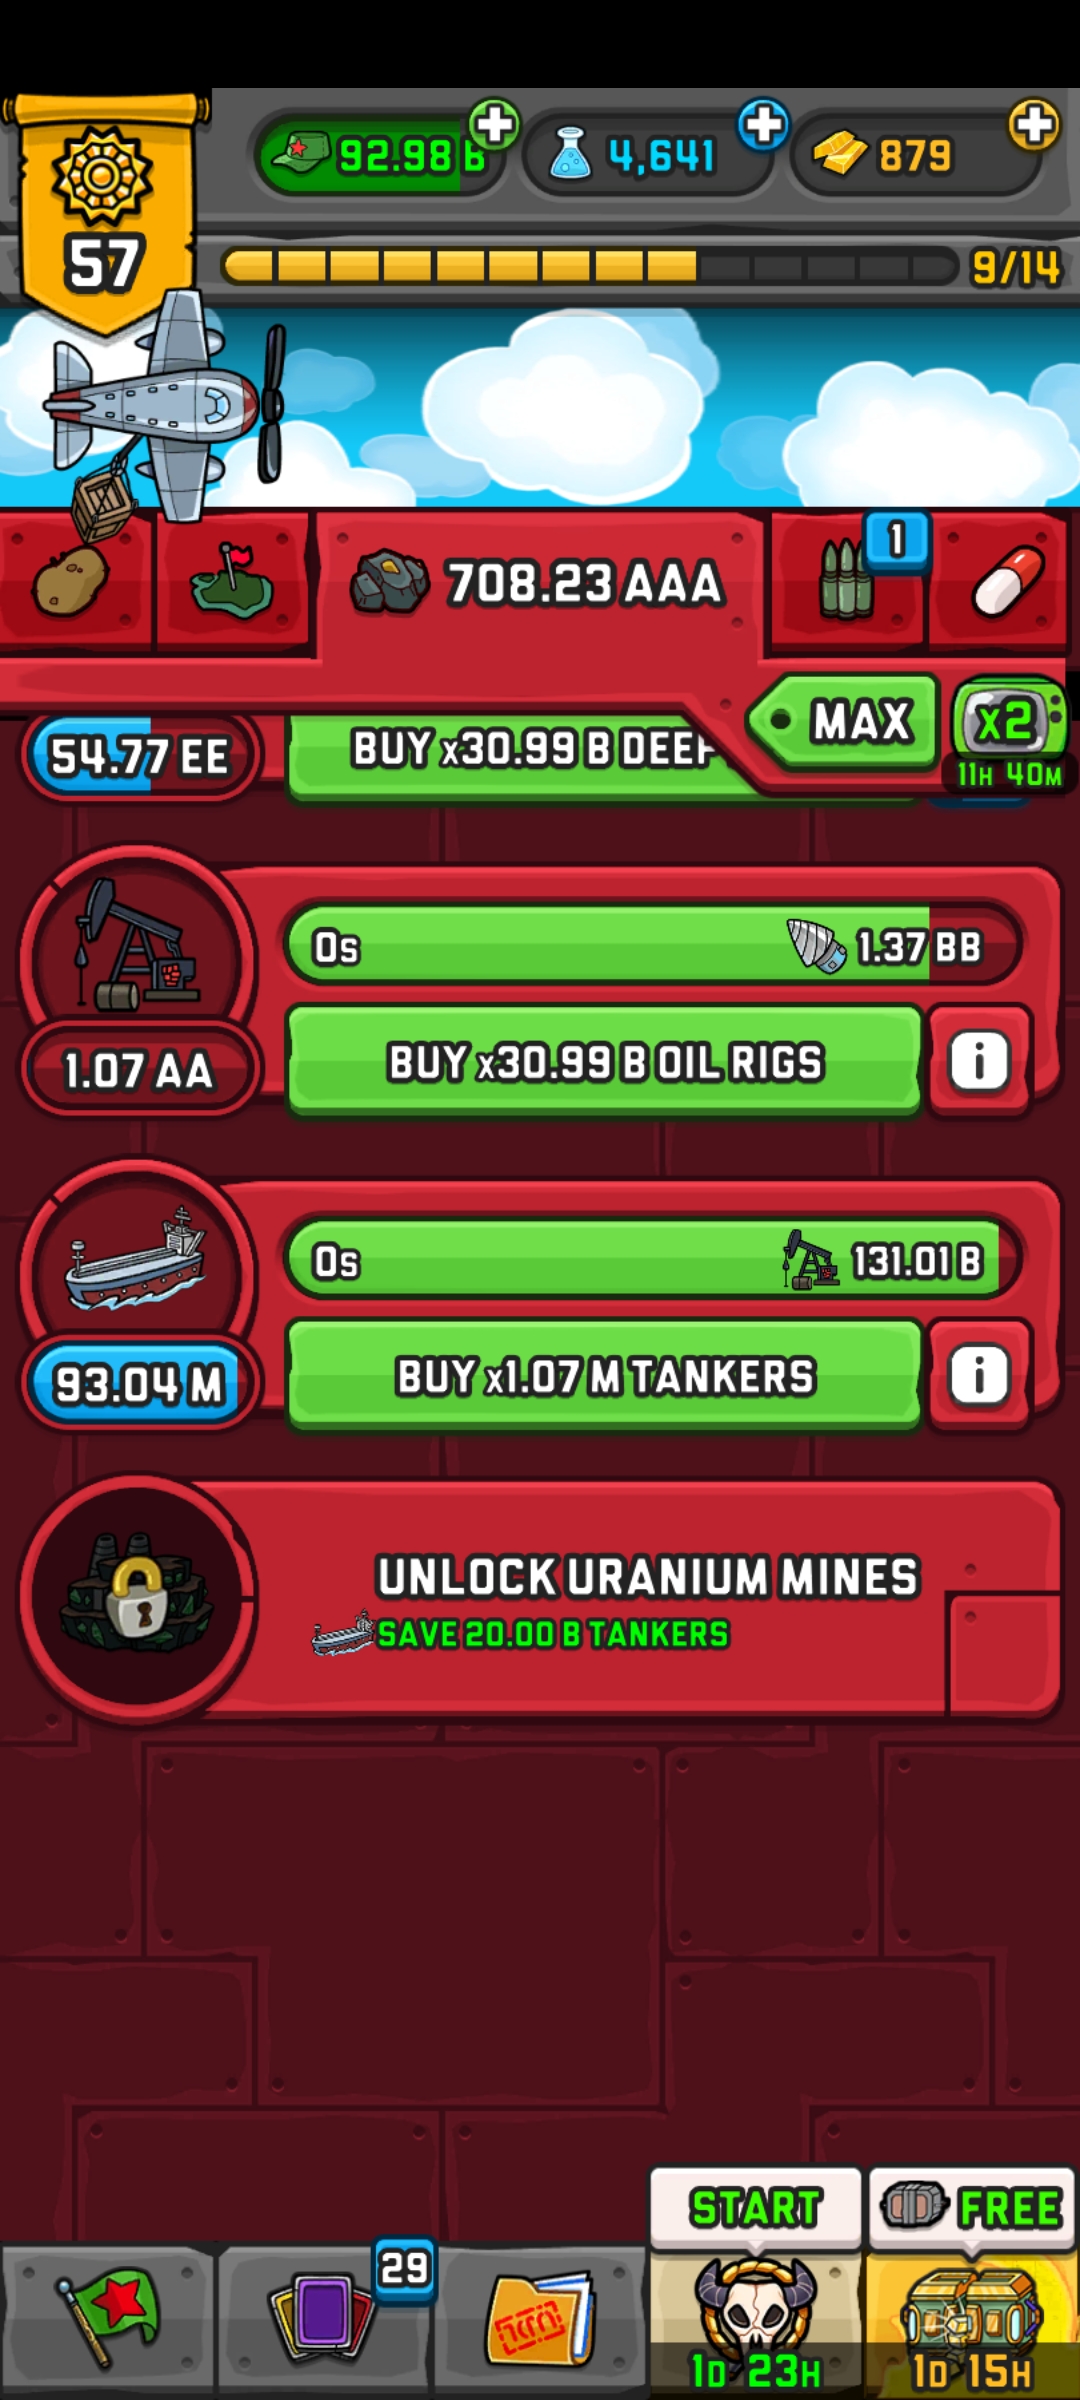 92.98 B
4,641
879
57
9/14
708.23 AAA
1
MAX
x2
11H 40M
54.77 EE
BUY x30.99 B DEEP
0s
1.37 BB
BUY x30.99 B OIL RIGS
i
1.07 AA
0s
131.01 B
BUY x1.07 M TANKERS
i
93.04 M
UNLOCK URANIUM MINES
SAVE 20.00 B TANKERS
START
FREE
29
1D 23H
1D 15H